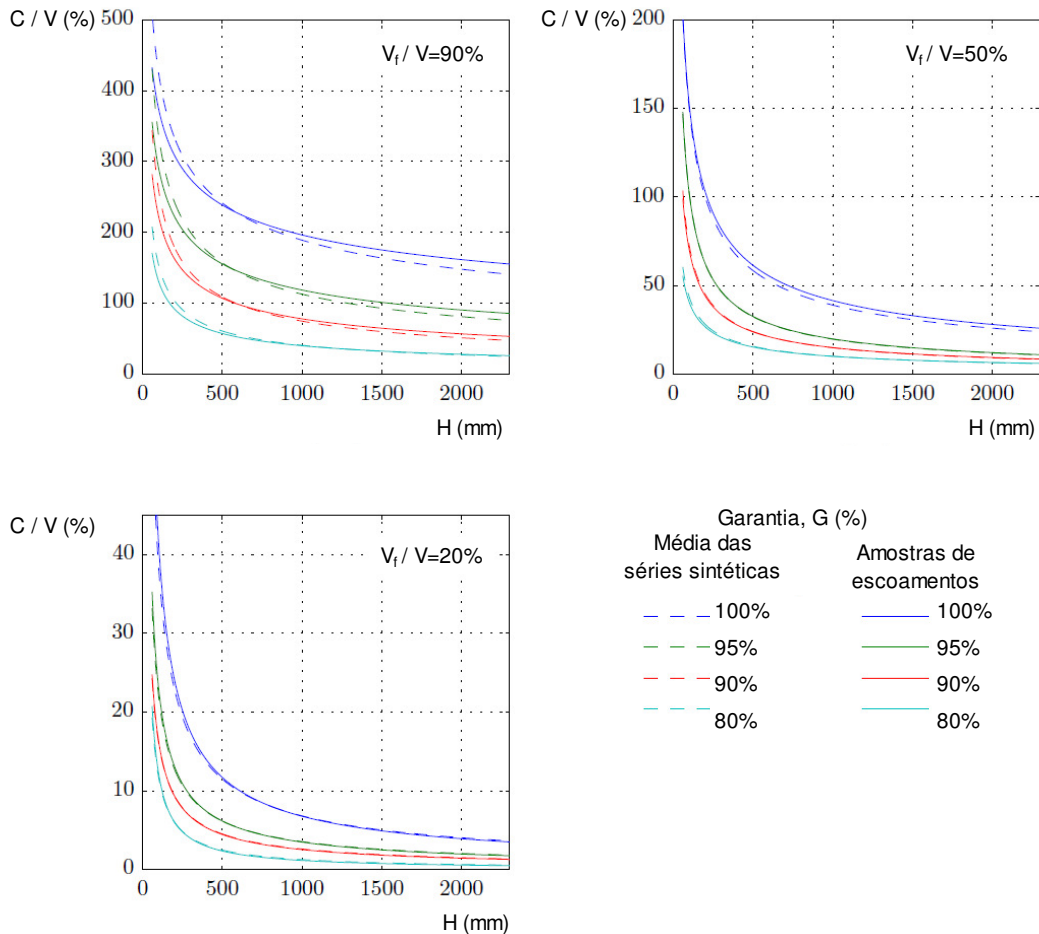 C / V (%)
500
400
300
200
100
0
V_f / V=90%
0 500 1000 1500 2000
H (mm)
C / V (%)
200
150
100
50
0
V_f / V=50%
0 500 1000 1500 2000
H (mm)
C / V (%)
40
30
20
10
0
V_f / V=20%
0 500 1000 1500 2000
H (mm)
Garantia, G (%)
Média das
séries sintéticas
Amostras de
escoamentos
100% 100%
95% 95%
90% 90%
80% 80%